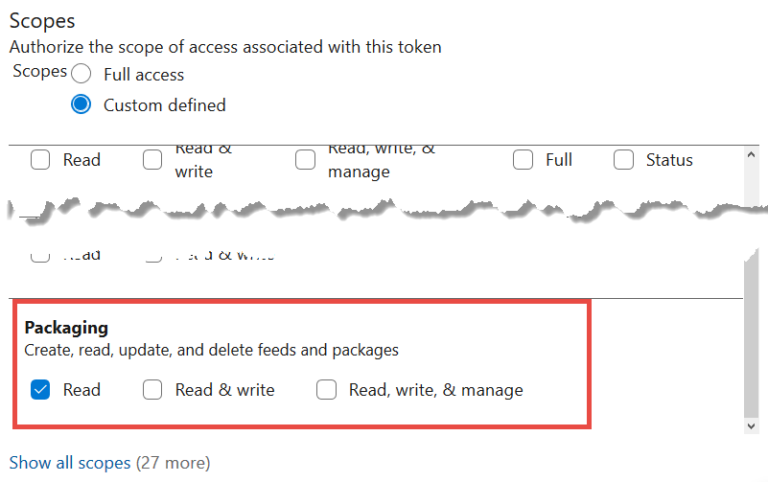 Scopes
Authorize the scope of access associated with this token
Scopes Full access
Custom defined
Read Read & write Read, write, & manage Full Status
Packaging
Create, read, update, and delete feeds and packages
Read Read & write Read, write, & manage
Show all scopes (27 more)